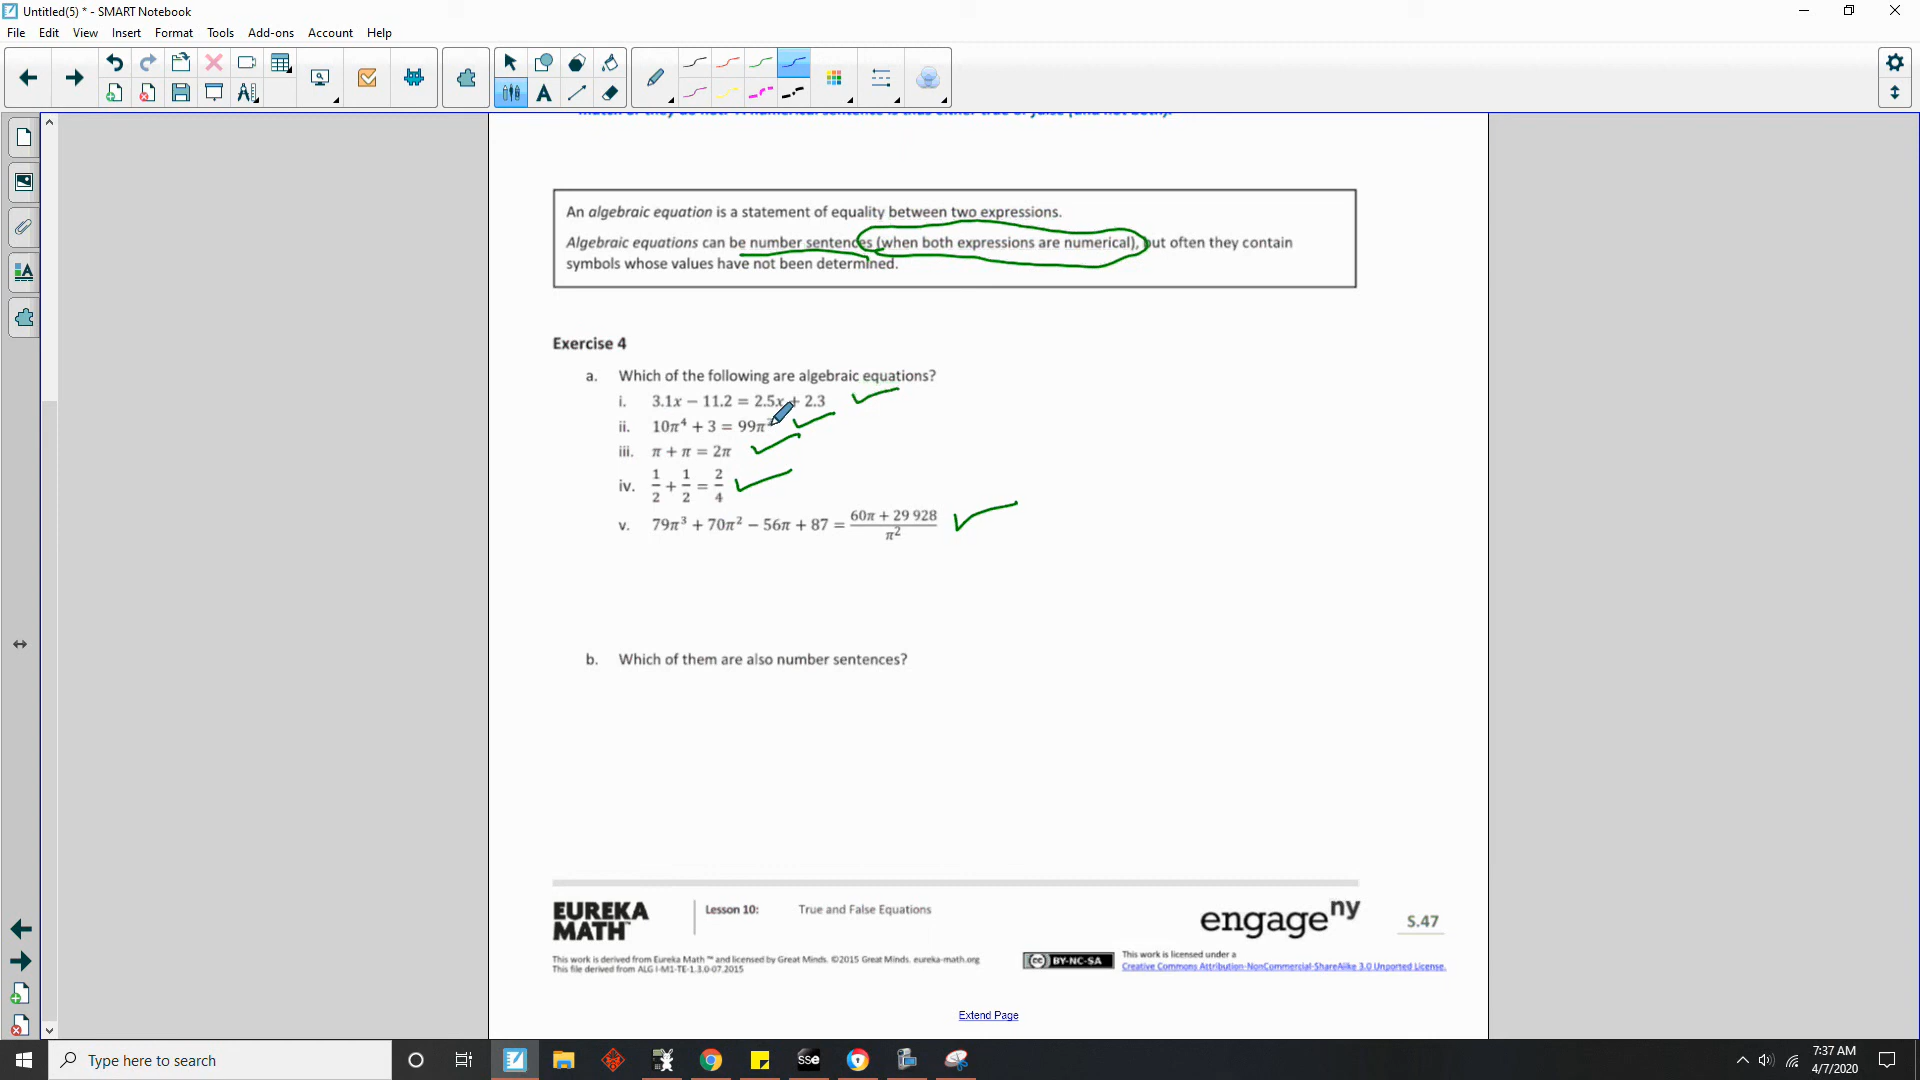 Untitled(5) * - SMART Notebook
File Edit View Insert Format Tools Add-ons Account Help
An algebraic equation is a statement of equality between two expressions.
Algebraic equations can be number sentences (when both expressions are numerical), but often they contain
symbols whose values have not been determined.
Exercise 4
a. Which of the following are algebraic equations?
i. 3.1x − 11.2 = 2.5x + 2.3
ii. 10π⁴ + 3 = 99π
iii. π + π = 2π
iv. 1/2 + 1/2 = 2/4
v. 79π³ + 70π² − 56π + 87 = (60π + 29 928)/π²
b. Which of them are also number sentences?
EUREKA
MATH™
Lesson 10: True and False Equations
engageny
S.47
This work is derived from Eureka Math ™ and licensed by Great Minds. ©2015 Great Minds. eureka-math.org
This file derived from ALG I-M1-TE-1.3.0-07.2015
cc BY-NC-SA
This work is licensed under a
Creative Commons Attribution-NonCommercial-ShareAlike 3.0 Unported License.
Extend Page
Type here to search
SSe
7:37 AM
4/7/2020